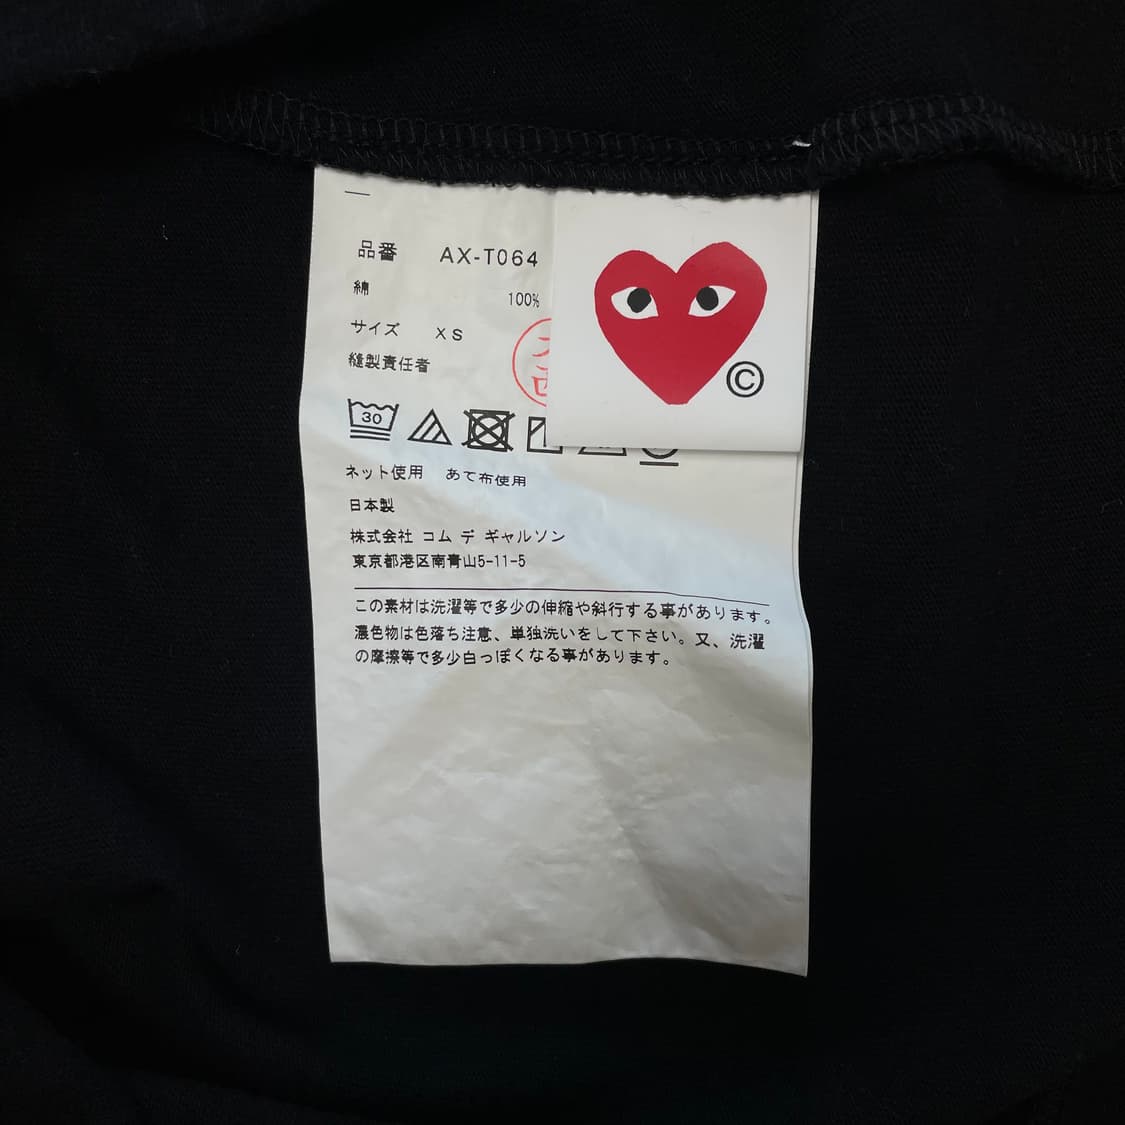 品番 AX-T064
綿 100%
サイズ XS
縫製責任者
30
ネット使用 あて布使用
日本製
株式会社 コム デ ギャルソン
東京都港区南青山5-11-5
この素材は洗濯等で多少の伸縮や斜行する事があります。
濃色物は色落ち注意、単独洗いをして下さい。又、洗濯
の摩擦等で多少白っぽくなる事があります。
©